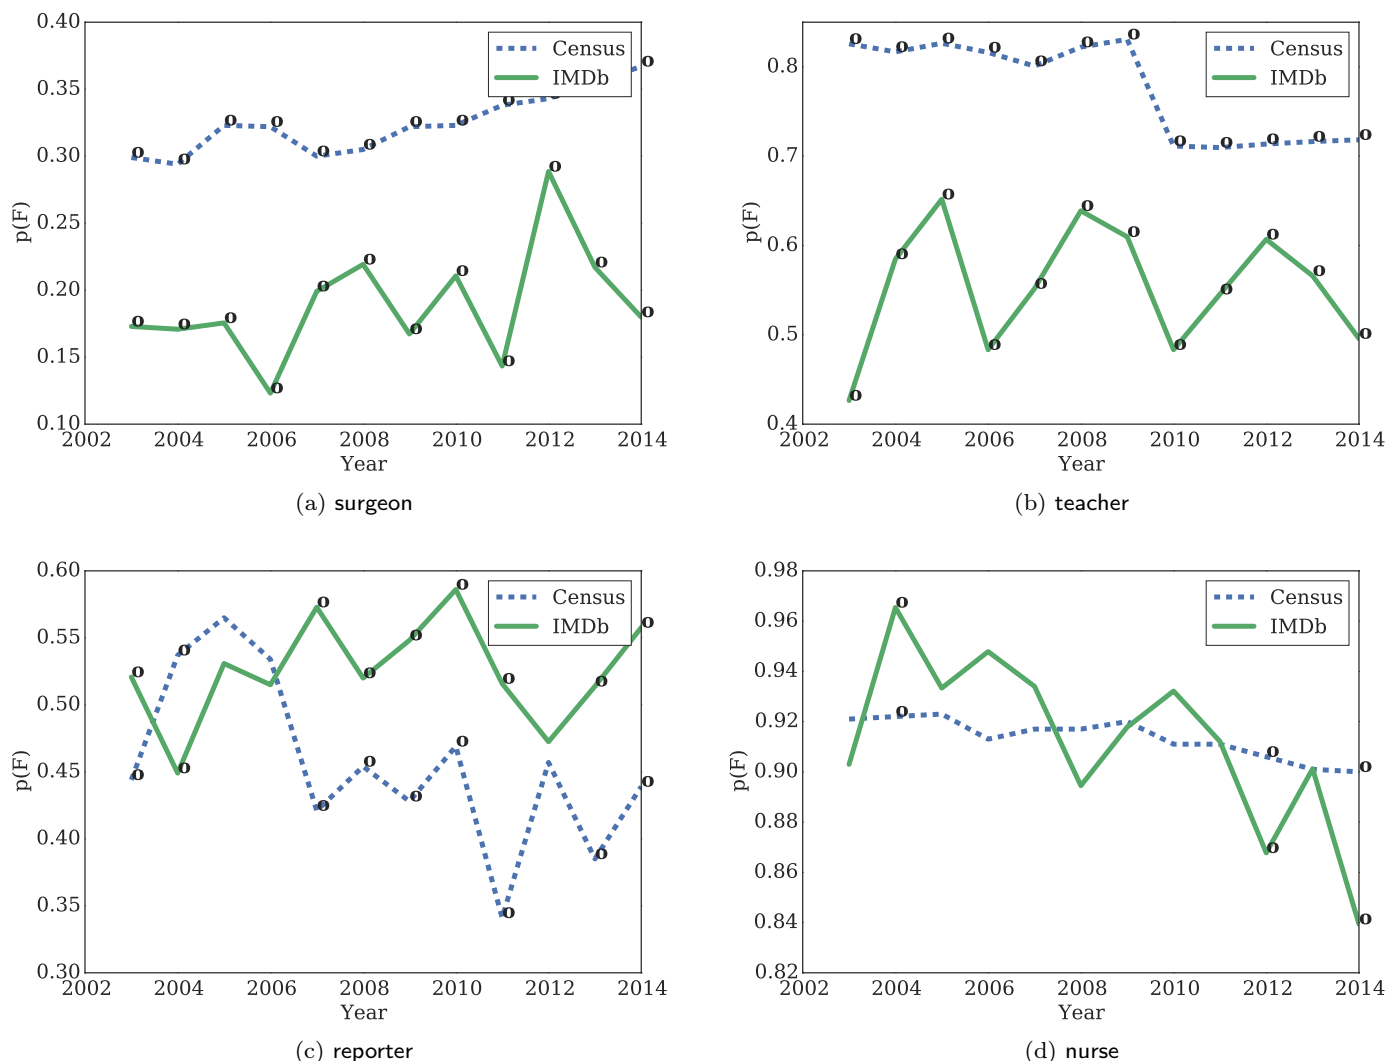 0.40
0.35
0.30
0.25
0.20
0.15
0.10
p(F)
2002 2004 2006 2008 2010 2012 2014
Year
Census
IMDb
(a) surgeon
0.8
0.7
0.6
0.5
0.4
p(F)
2002 2004 2006 2008 2010 2012 2014
Year
Census
IMDb
(b) teacher
0.60
0.55
0.50
0.45
0.40
0.35
0.30
p(F)
2002 2004 2006 2008 2010 2012 2014
Year
Census
IMDb
(c) reporter
0.98
0.96
0.94
0.92
0.90
0.88
0.86
0.84
0.82
p(F)
2002 2004 2006 2008 2010 2012 2014
Year
Census
IMDb
(d) nurse